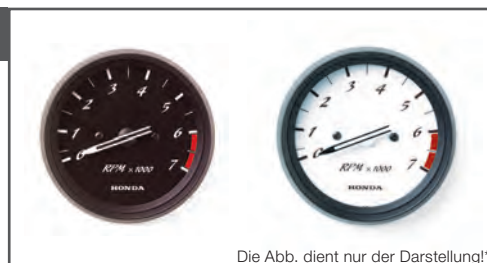 0 1 2 3 4 5 6 7
RPM x 1000
HONDA
0 1 2 3 4 5 6 7
RPM x 1000
HONDA
Die Abb. dient nur der Darstellung!*